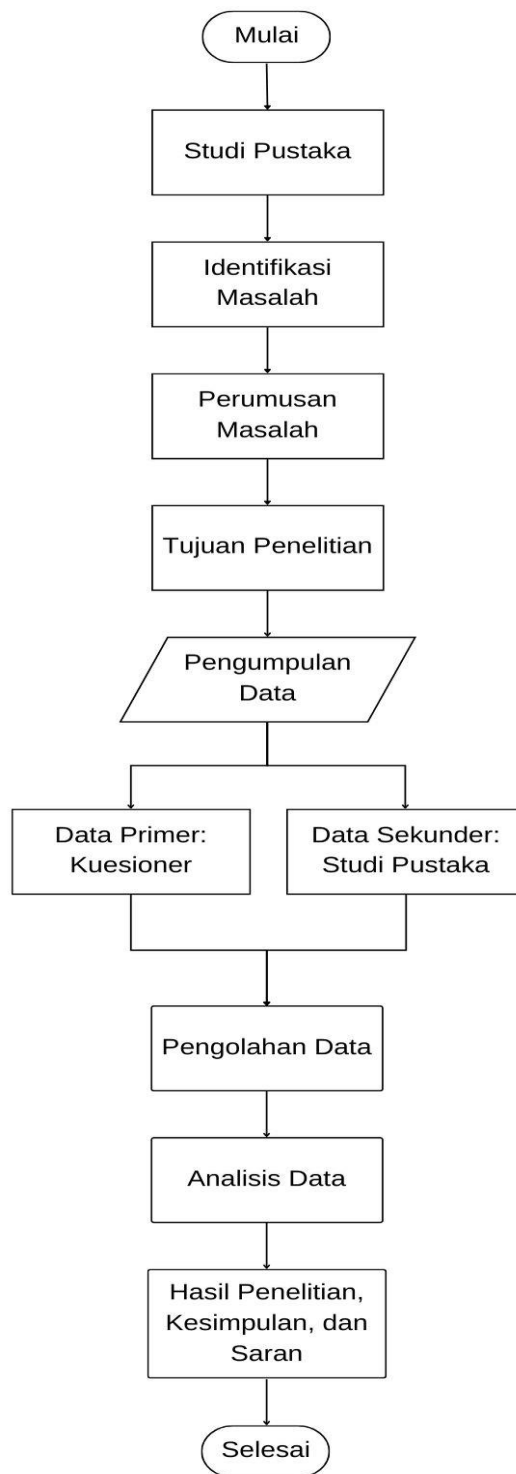 Mulai
Studi Pustaka
Identifikasi
Masalah
Perumusan
Masalah
Tujuan Penelitian
Pengumpulan
Data
Data Primer:
Kuesioner
Data Sekunder:
Studi Pustaka
Pengolahan Data
Analisis Data
Hasil Penelitian,
Kesimpulan, dan
Saran
Selesai